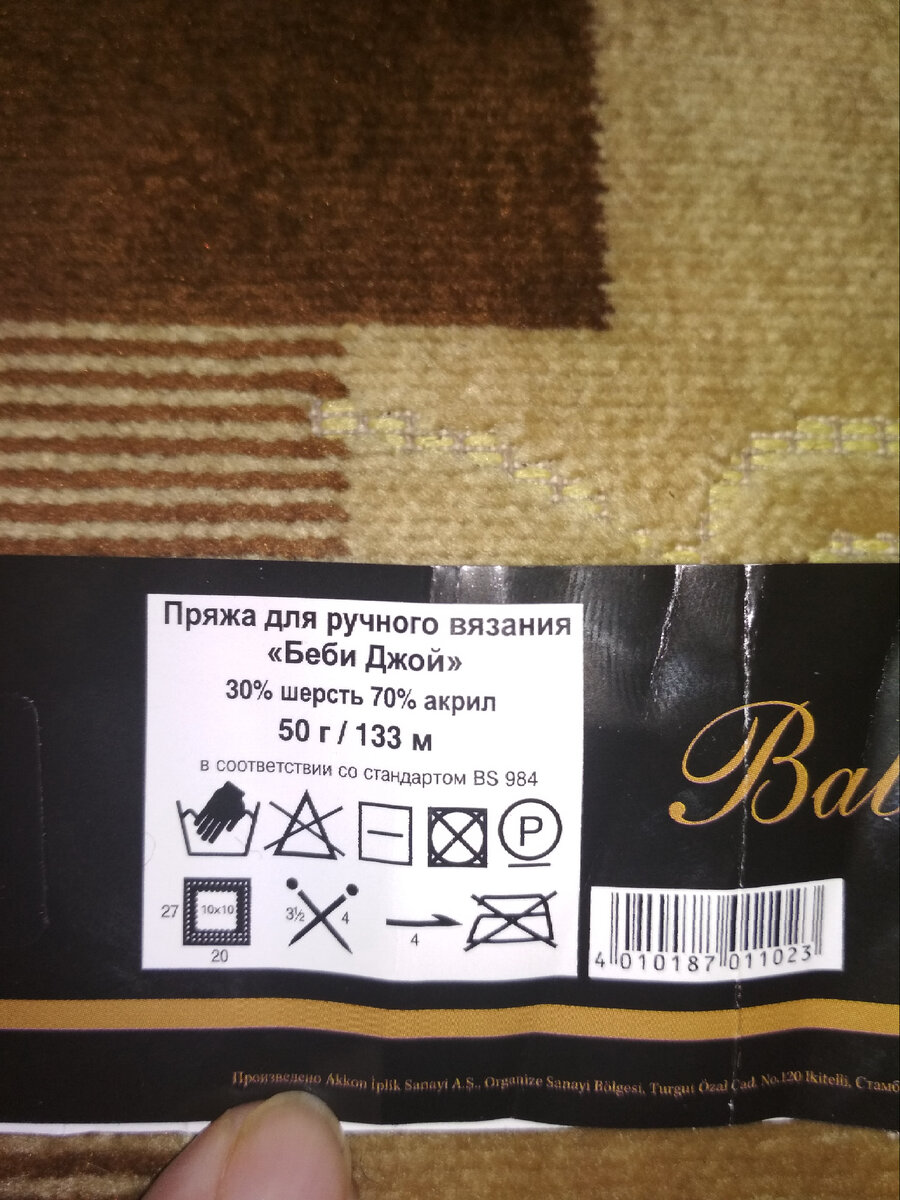 Пряжа для ручного вязания
«Беби Джой»
30% шерсть 70% акрил
50 г / 133 м
в соответствии со стандартом BS 984
P
27 10x10 3½ 4
20 4
4 010187 011023
Произведено Akkon İplik Sanayi A.Ş., Organize Sanayi Bölgesi, Turgut Özal Cad. No.120 Ikitelli,